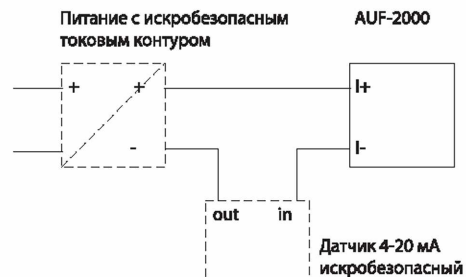 Питание с искробезопасным
токовым контуром
AUF-2000
+ +
I+
-
I-
out in
Датчик 4-20 мА
искробезопасный